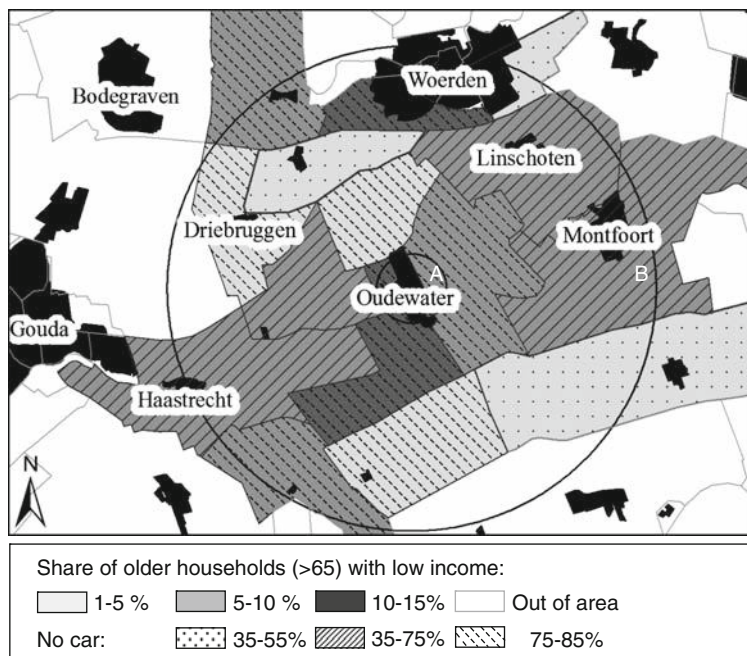 Woerden
Bodegraven
Linschoten
Driebruggen
Montfoort
A
B
Oudewater
Gouda
Haastrecht
N
Share of older households (>65) with low income:
1-5 % 5-10 % 10-15% Out of area
No car: 35-55% 35-75% 75-85%